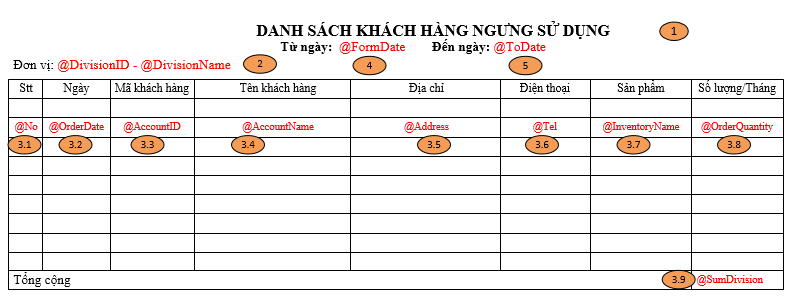 DANH SÁCH KHÁCH HÀNG NGƯNG SỬ DỤNG 1
Từ ngày: @FormDate Đến ngày: @ToDate
Đơn vị: @DivisionID - @DivisionName 2 4 5
Stt Ngày Mã khách hàng Tên khách hàng Địa chỉ Điện thoại Sản phẩm Số lượng/Tháng
@No @OrderDate @AccountID @AccountName @Address @Tel @InventoryName @OrderQuantity
3.1 3.2 3.3 3.4 3.5 3.6 3.7 3.8
Tổng cộng 3.9 @SumDivision